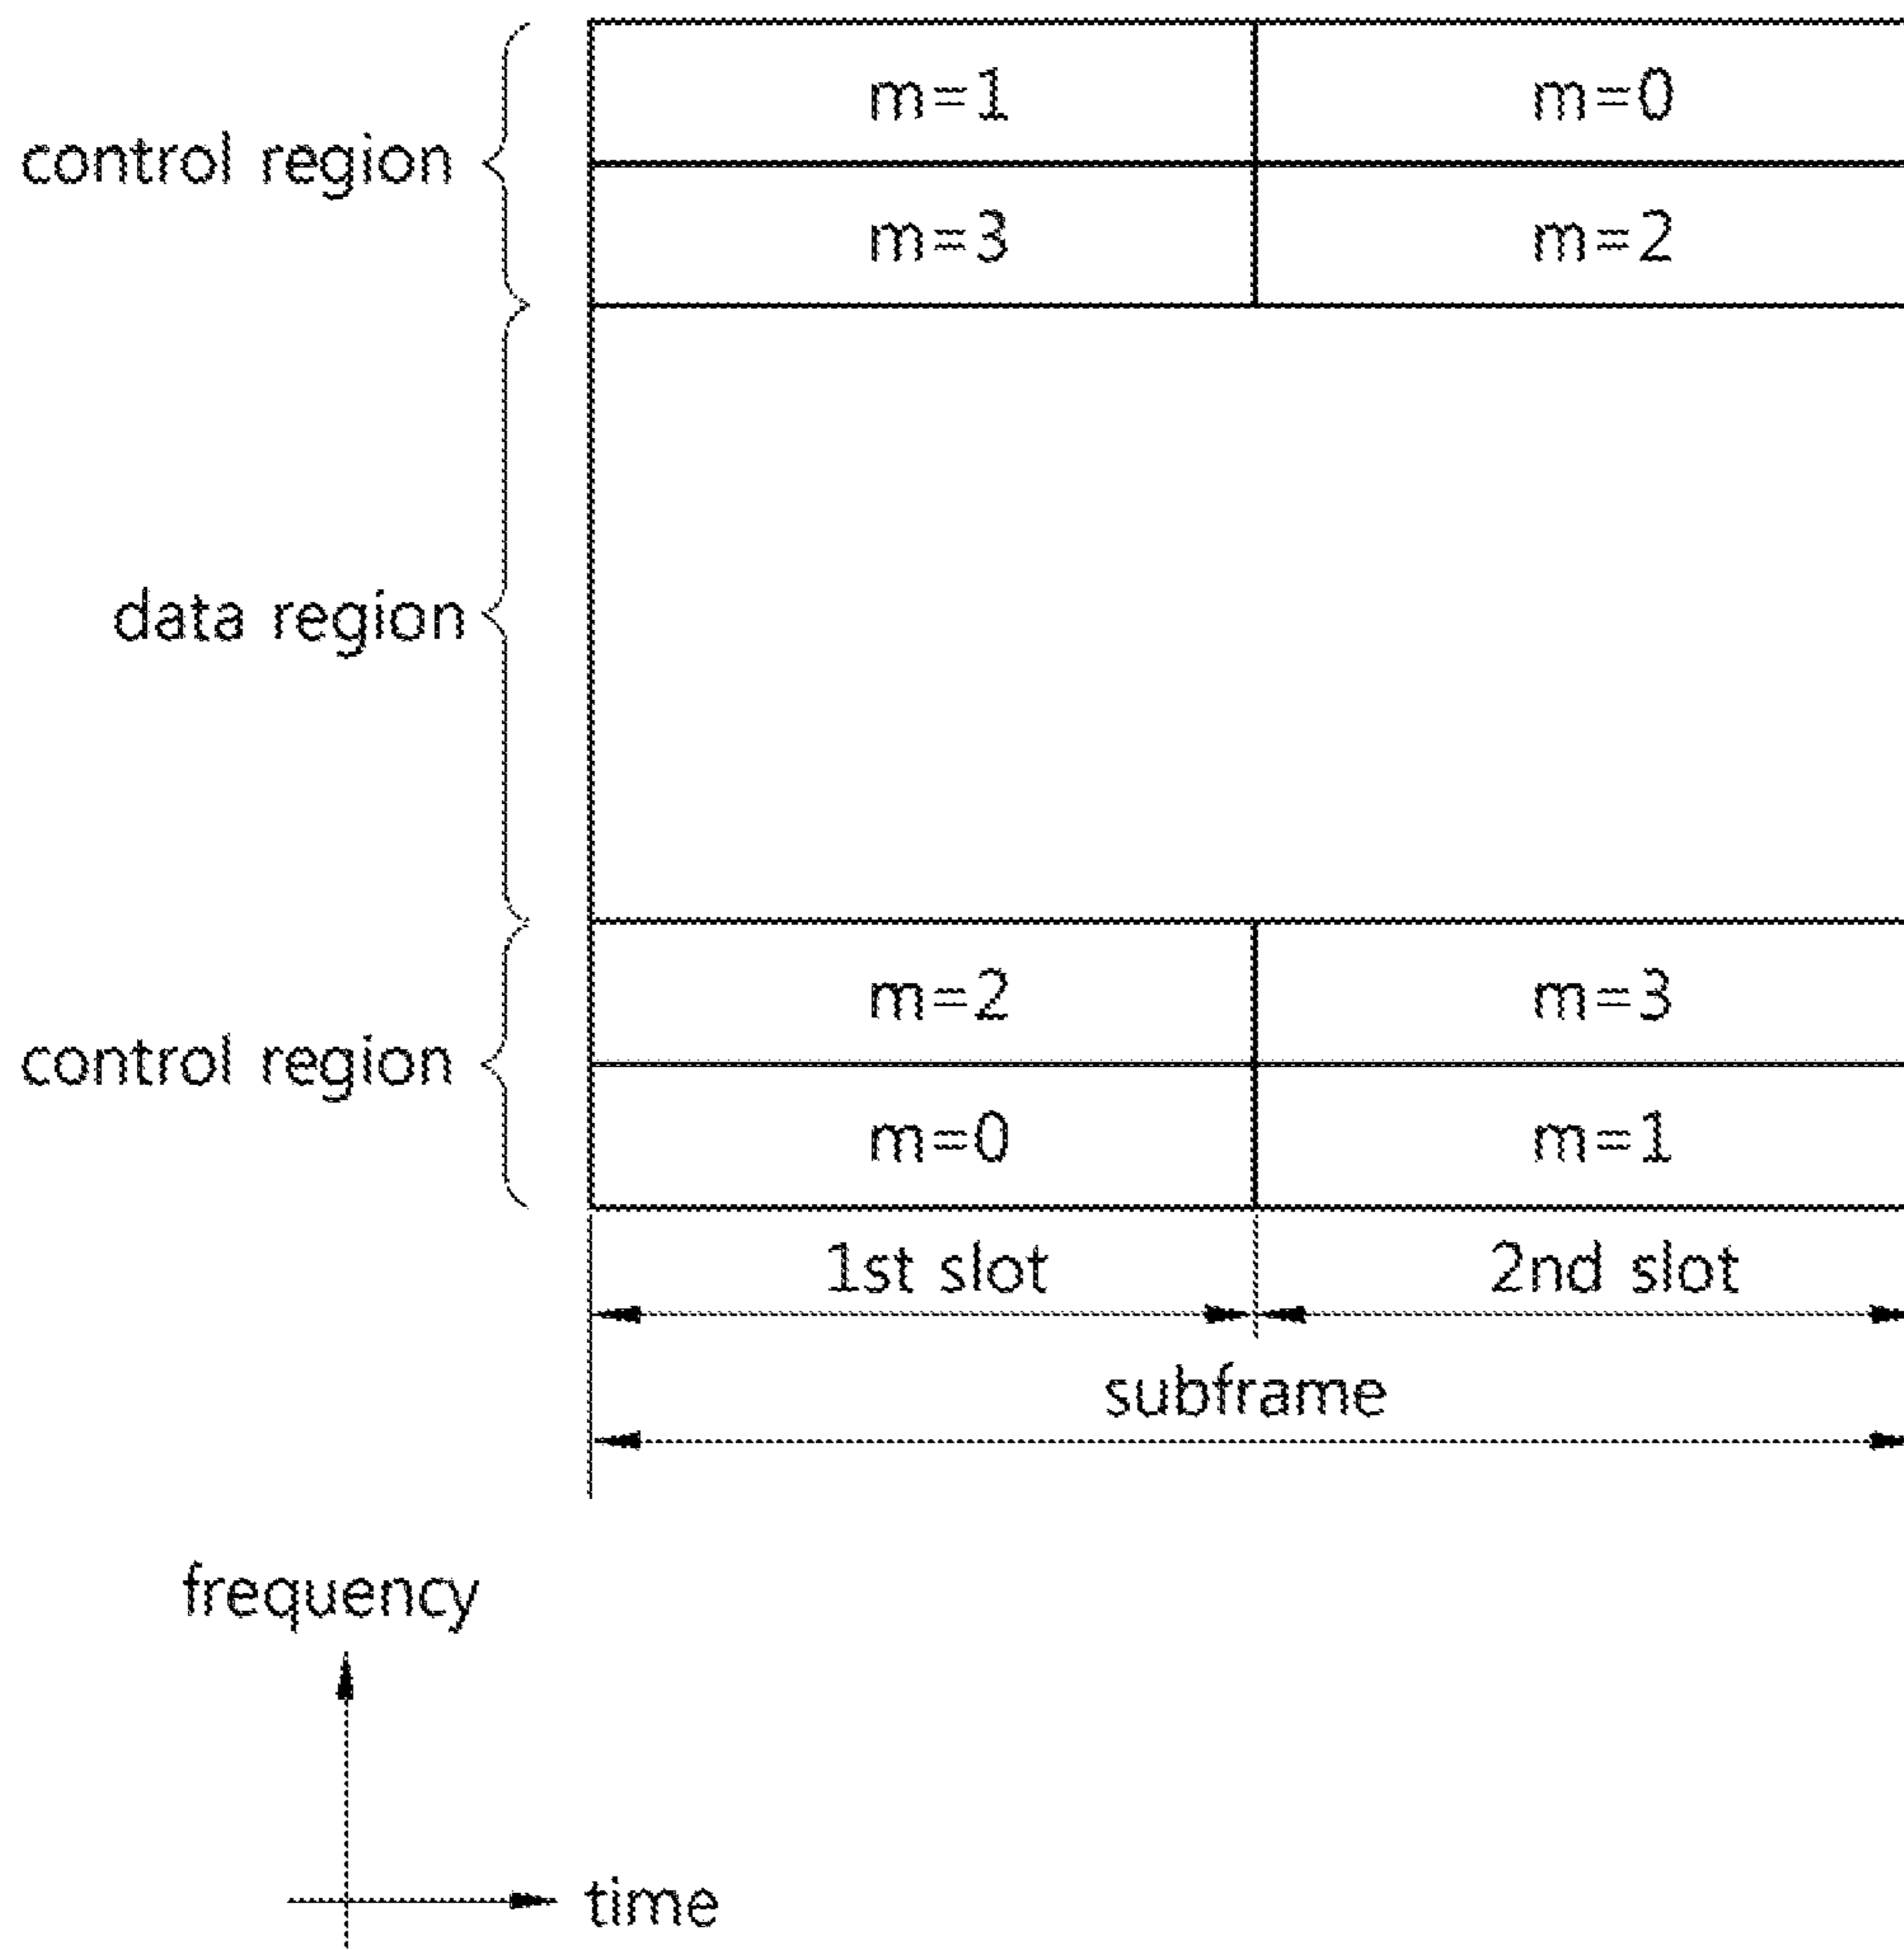 m=1 m=0
control region
m=3 m=2
data region
m=2 m=3
control region
m=0 m=1
1st slot 2nd slot
subframe
frequency
time